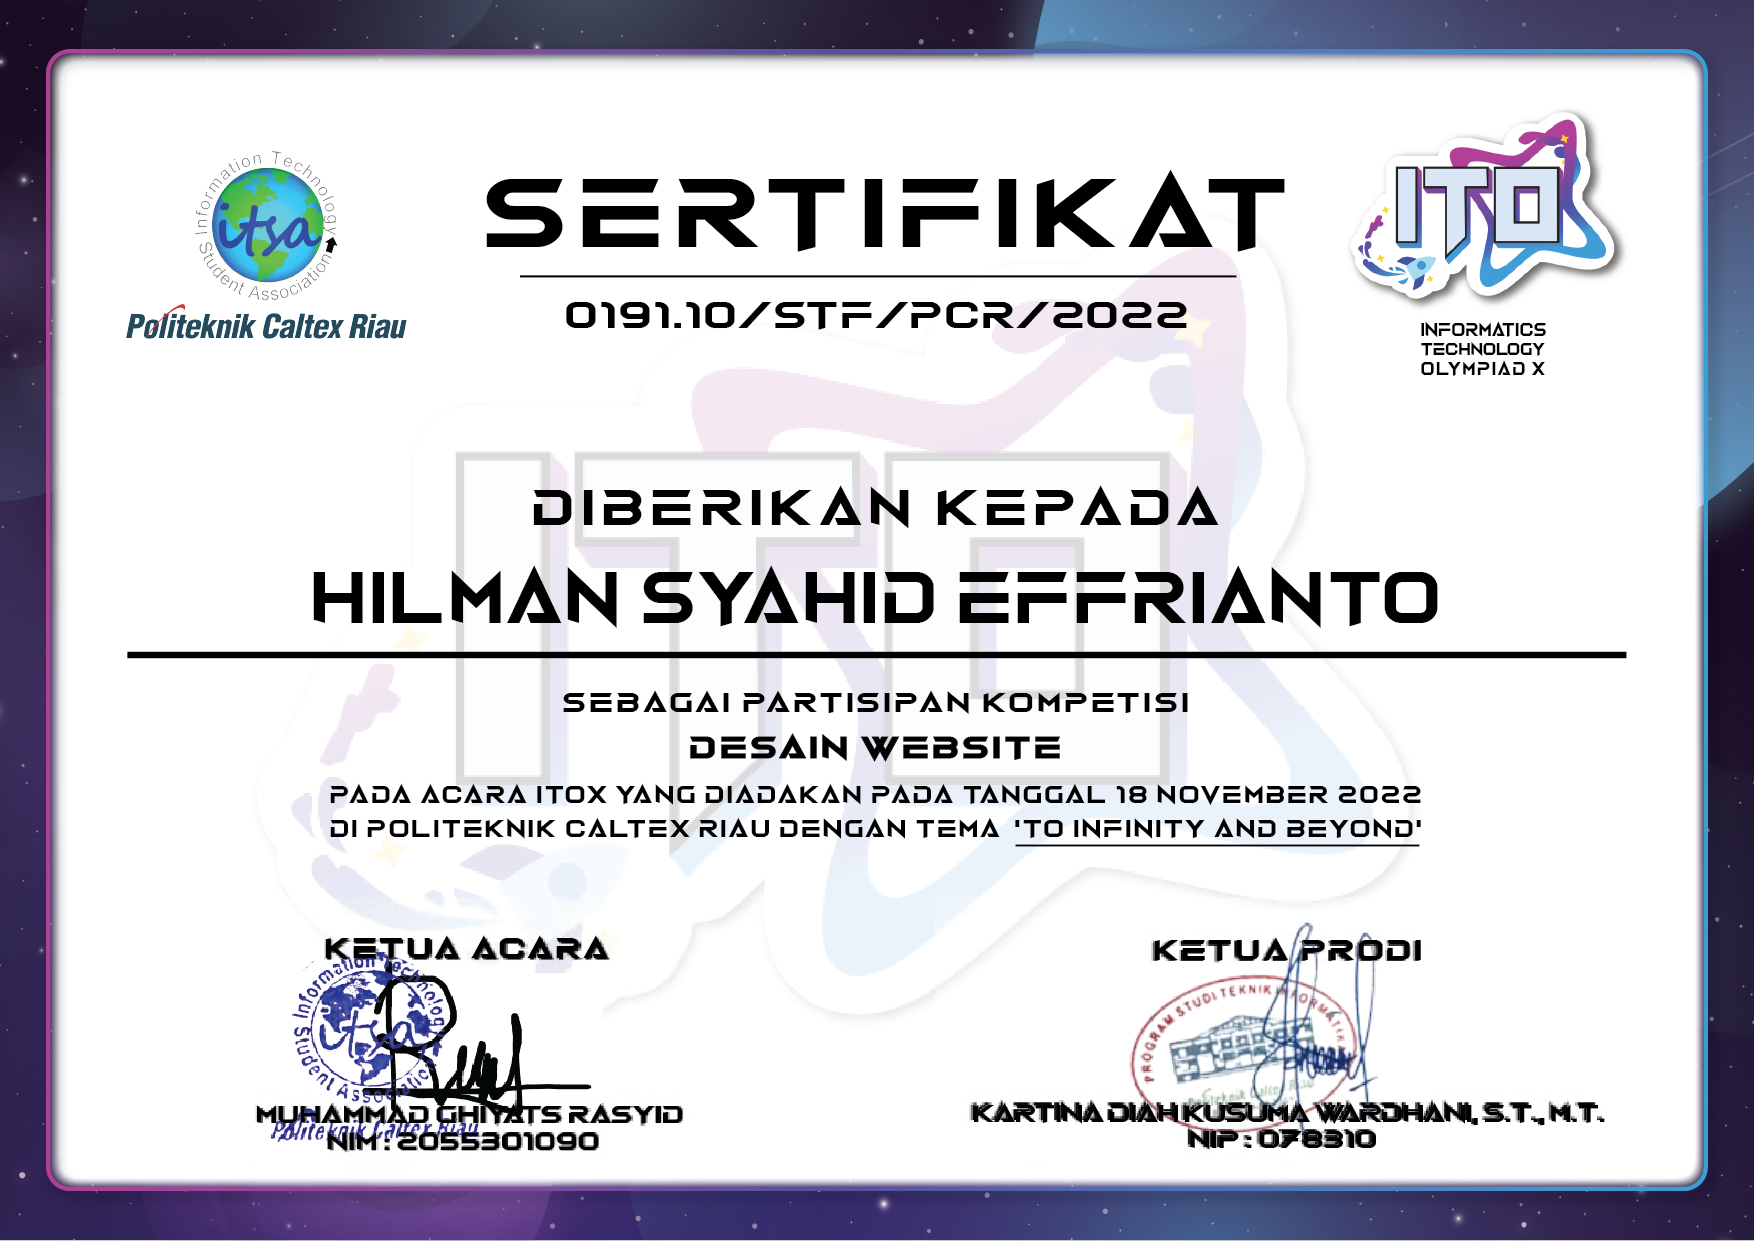 Information Technology
Student Association
itsa
Politeknik Caltex Riau
SERTIFIKAT
0191.10/STF/PCR/2022
ITO
INFORMATICS
TECHNOLOGY
OLYMPIAD X
ITO
DIBERIKAN KEPADA
HILMAN SYAHID EFFRIANTO
SEBAGAI PARTISIPAN KOMPETISI
DESAIN WEBSITE
PADA ACARA ITOX YANG DIADAKAN PADA TANGGAL 18 NOVEMBER 2022
DI POLITEKNIK CALTEX RIAU DENGAN TEMA 'TO INFINITY AND BEYOND'
KETUA ACARA
Information Technology
Student Association
itsa
Politeknik Caltex Riau
MUHAMMAD GHIYATS RASYID
NIM : 2055301090
KETUA PRODI
PROGRAM STUDI TEKNIK INFORMATIKA
Politeknik Caltex Riau
KARTINA DIAH KUSUMA WARDHANI, S.T., M.T.
NIP : 078310